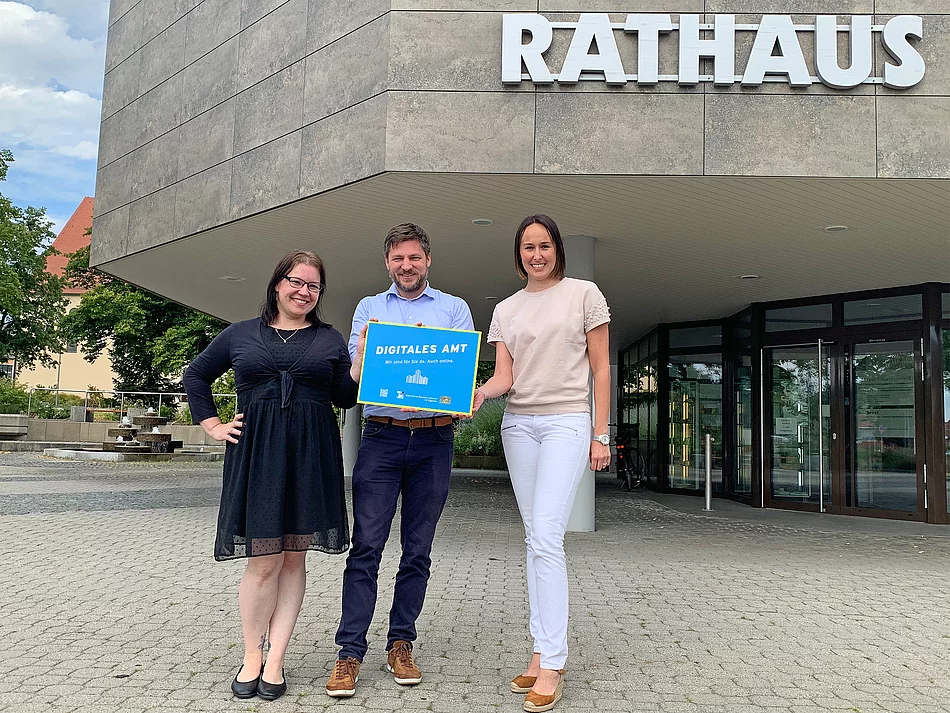 RATHAUS
DIGITALES AMT
Wir sind für Sie da. Auch online.